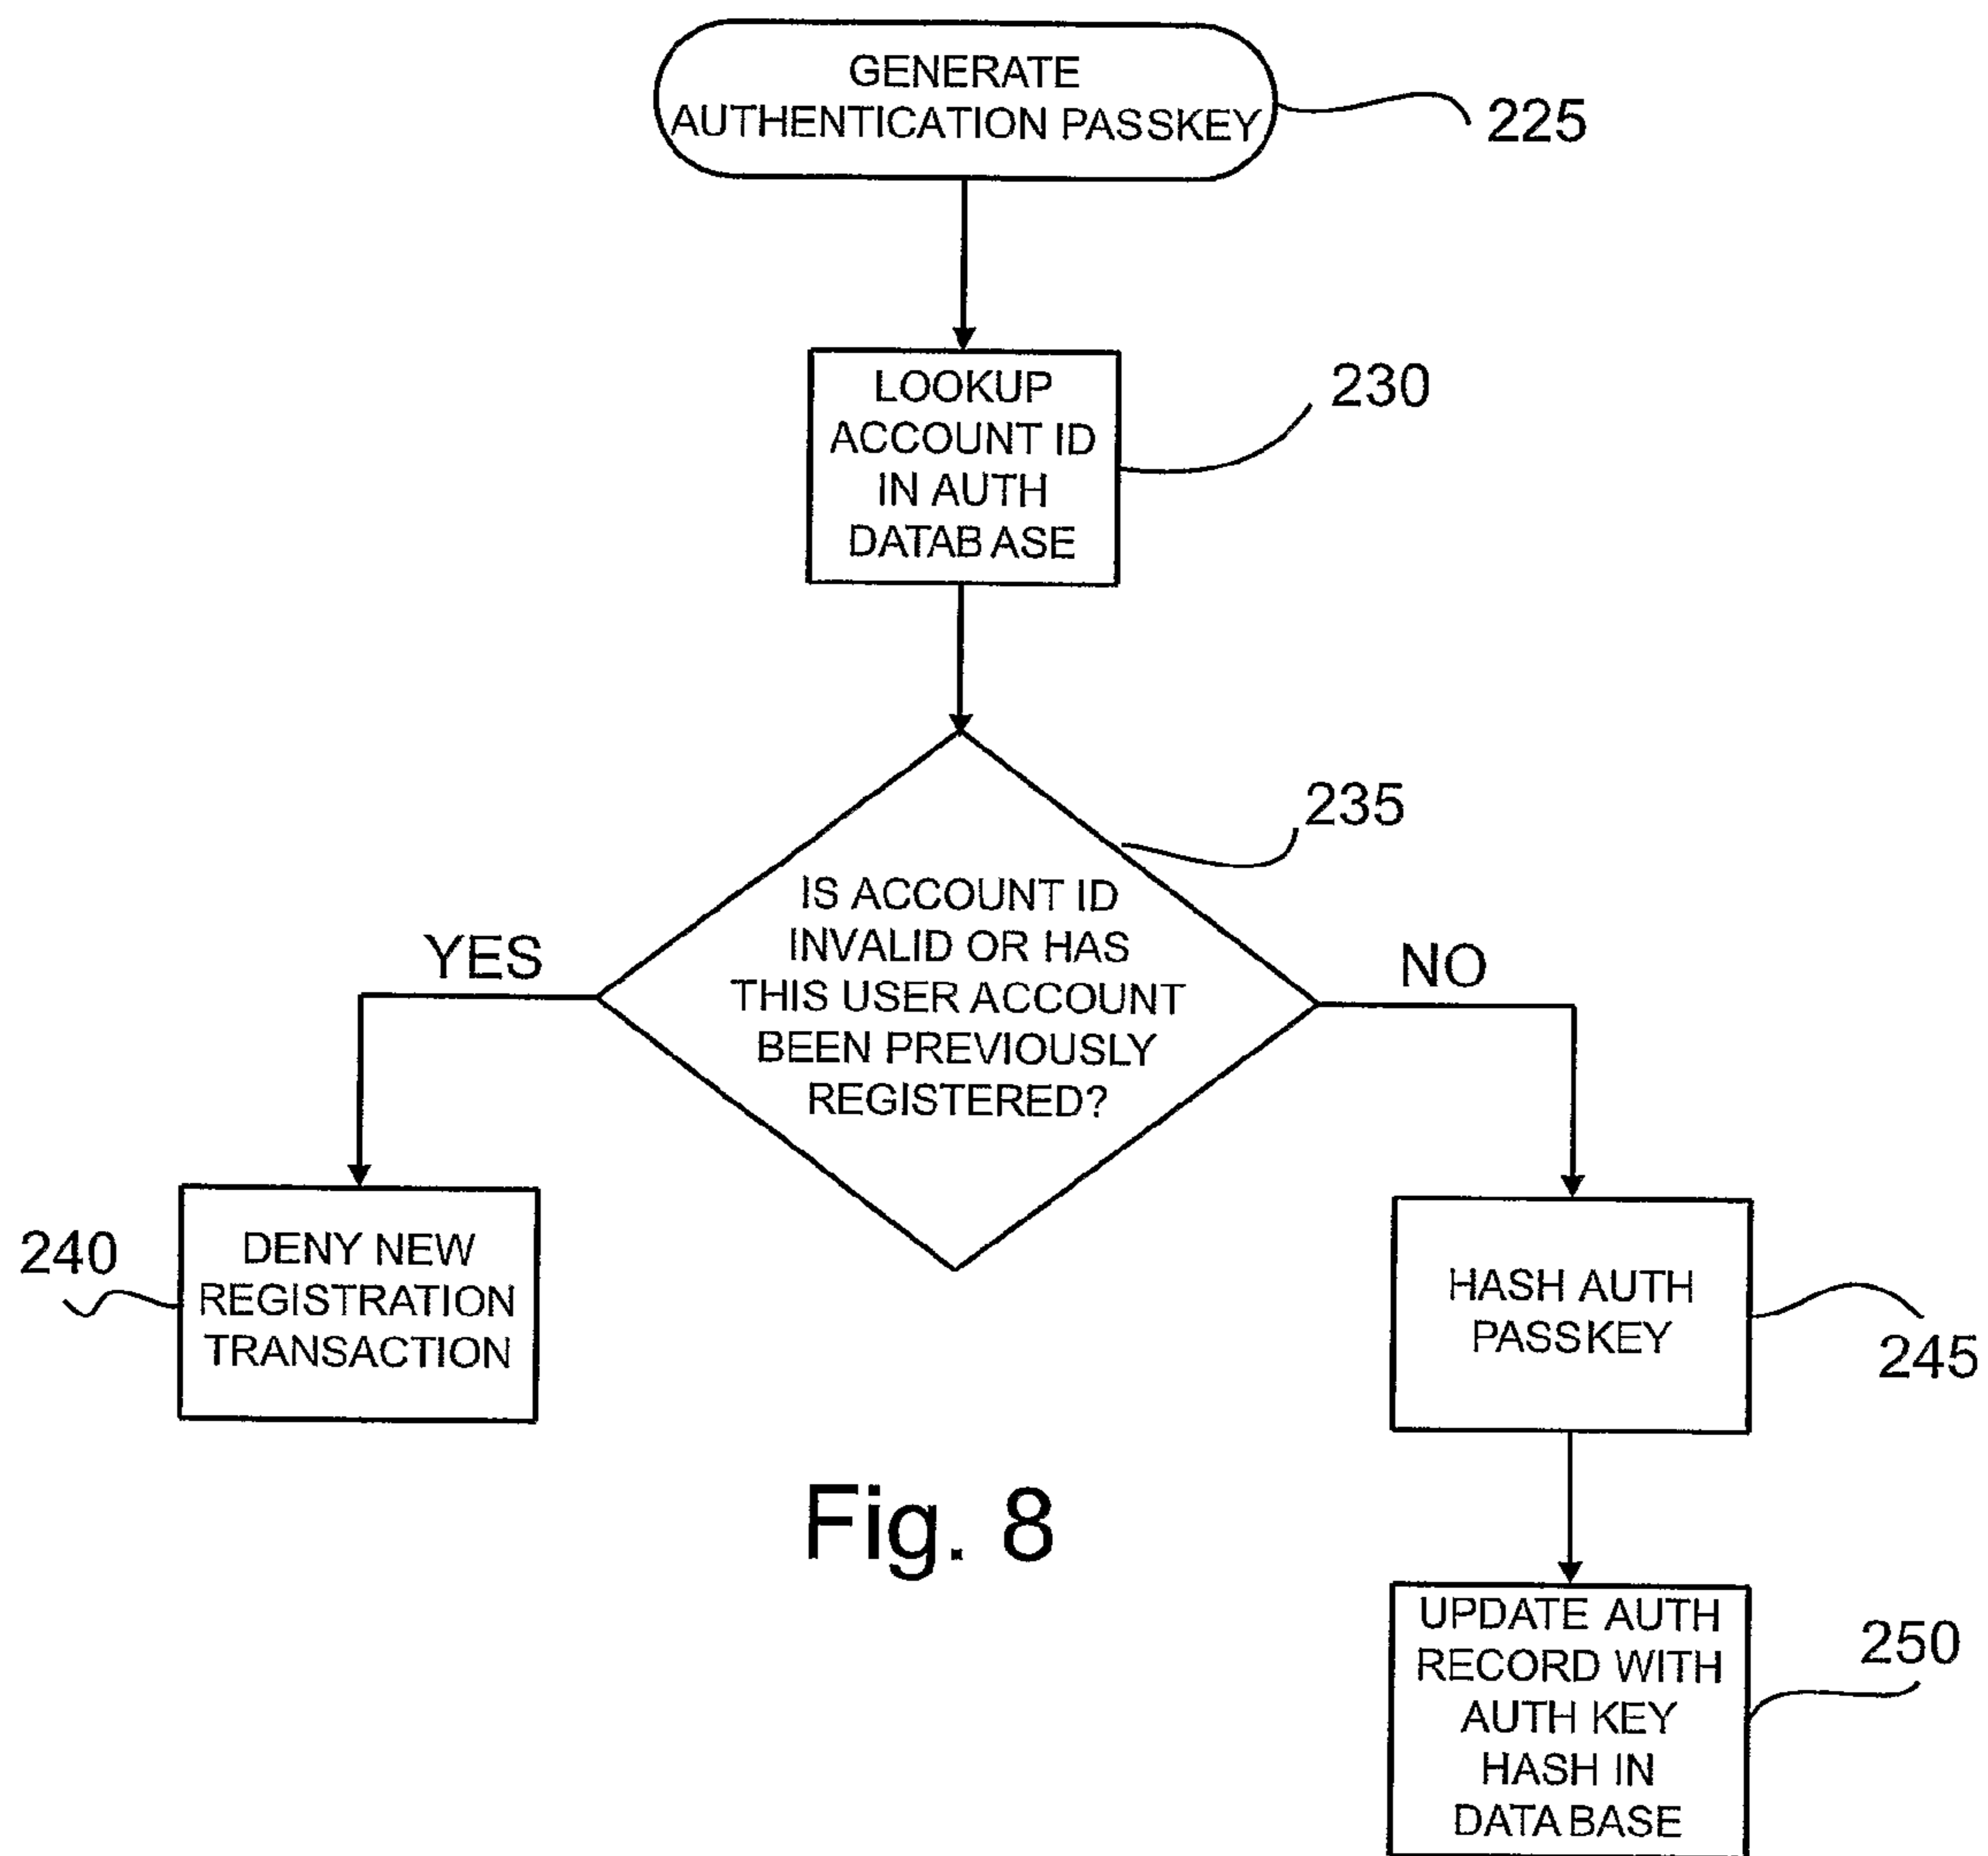 GENERATE
AUTHENTICATION PASSKEY
225
LOOKUP
ACCOUNT ID
IN AUTH
DATABASE
230
235
IS ACCOUNT ID
INVALID OR HAS
THIS USER ACCOUNT
BEEN PREVIOUSLY
REGISTERED?
YES
NO
240
DENY NEW
REGISTRATION
TRANSACTION
HASH AUTH
PASSKEY
245
Fig. 8
UPDATE AUTH
RECORD WITH
AUTH KEY
HASH IN
DATABASE
250